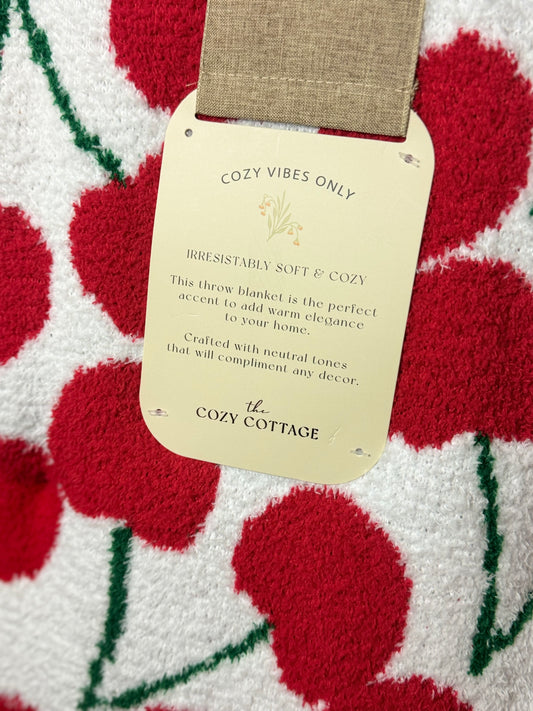 COZY VIBES ONLY
IRRESISTABLY SOFT & COZY
This throw blanket is the perfect
accent to add warm elegance
to your home.
Crafted with neutral tones
that will compliment any decor.
the
COZY COTTAGE